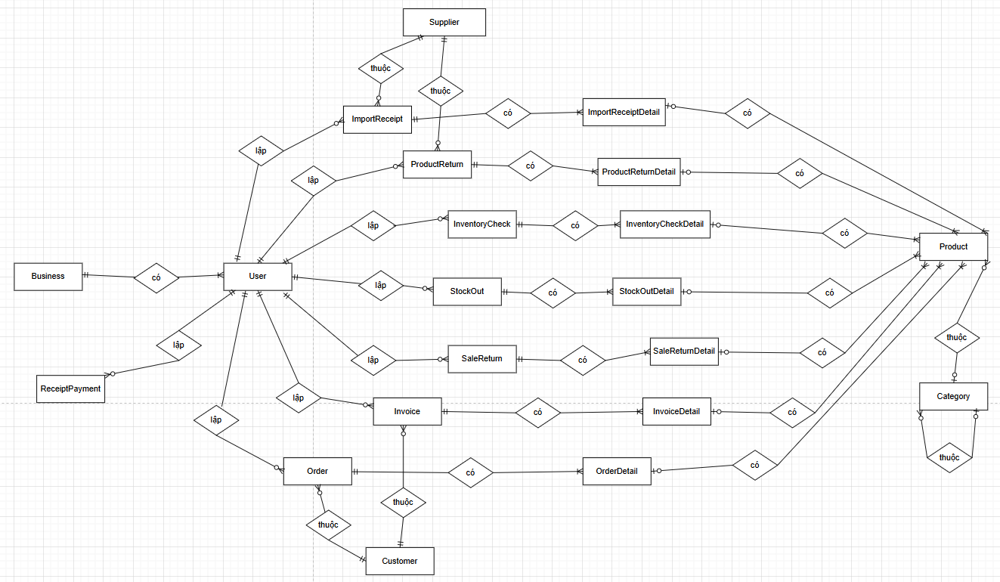 Supplier
thuộc
thuộc
ImportReceipt
có
ImportReceiptDetail
có
lập
lập
ProductReturn
có
ProductReturnDetail
có
lập
InventoryCheck
có
InventoryCheckDetail
có
Product
Business
có
User
lập
StockOut
có
StockOutDetail
có
lập
ReceiptPayment
lập
SaleReturn
có
SaleReturnDetail
có
thuộc
lập
Invoice
có
InvoiceDetail
có
Category
lập
thuộc
Order
có
OrderDetail
có
thuộc
thuộc
Customer